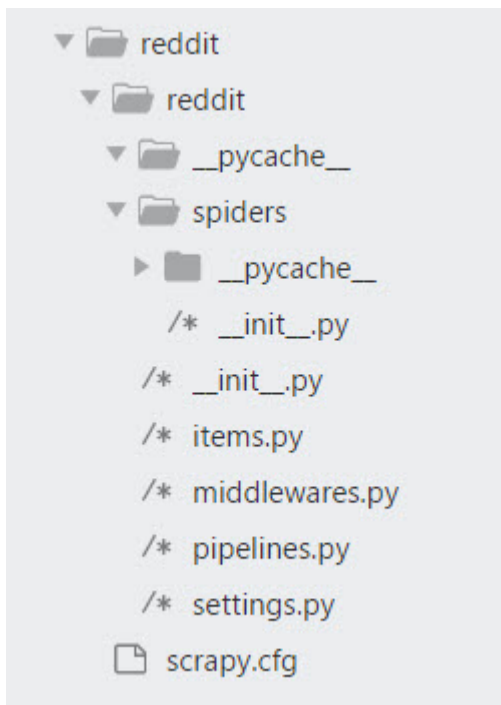 reddit
reddit
__pycache__
spiders
__pycache__
/* __init__.py
/* __init__.py
/* items.py
/* middlewares.py
/* pipelines.py
/* settings.py
scrapy.cfg